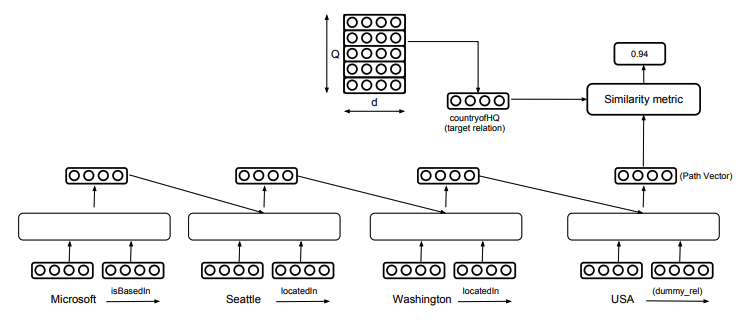 Q
d
countryofHQ
(target relation)
0.94
Similarity metric
(Path Vector)
Microsoft
isBasedIn
Seattle
locatedIn
Washington
locatedIn
USA
(dummy_rel)